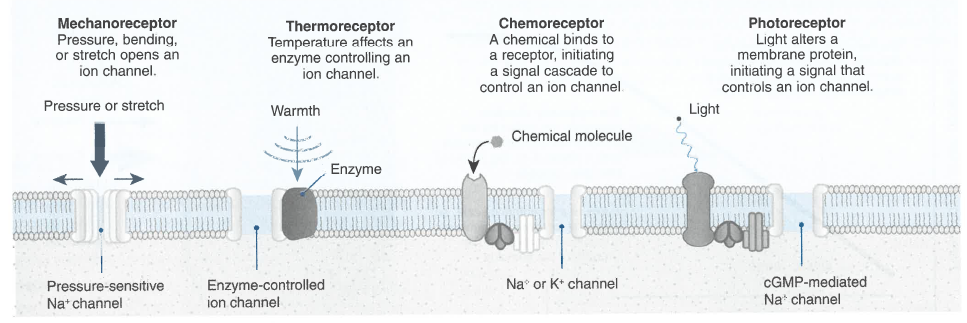 Mechanoreceptor
Pressure, bending,
or stretch opens an
ion channel.
Pressure or stretch
Pressure-sensitive
Na⁺ channel
Thermoreceptor
Temperature affects an
enzyme controlling an
ion channel.
Warmth
Enzyme
Enzyme-controlled
ion channel
Chemoreceptor
A chemical binds to
a receptor, initiating
a signal cascade to
control an ion channel.
Chemical molecule
Na⁺ or K⁺ channel
Photoreceptor
Light alters a
membrane protein,
initiating a signal that
controls an ion channel.
Light
cGMP-mediated
Na⁺ channel